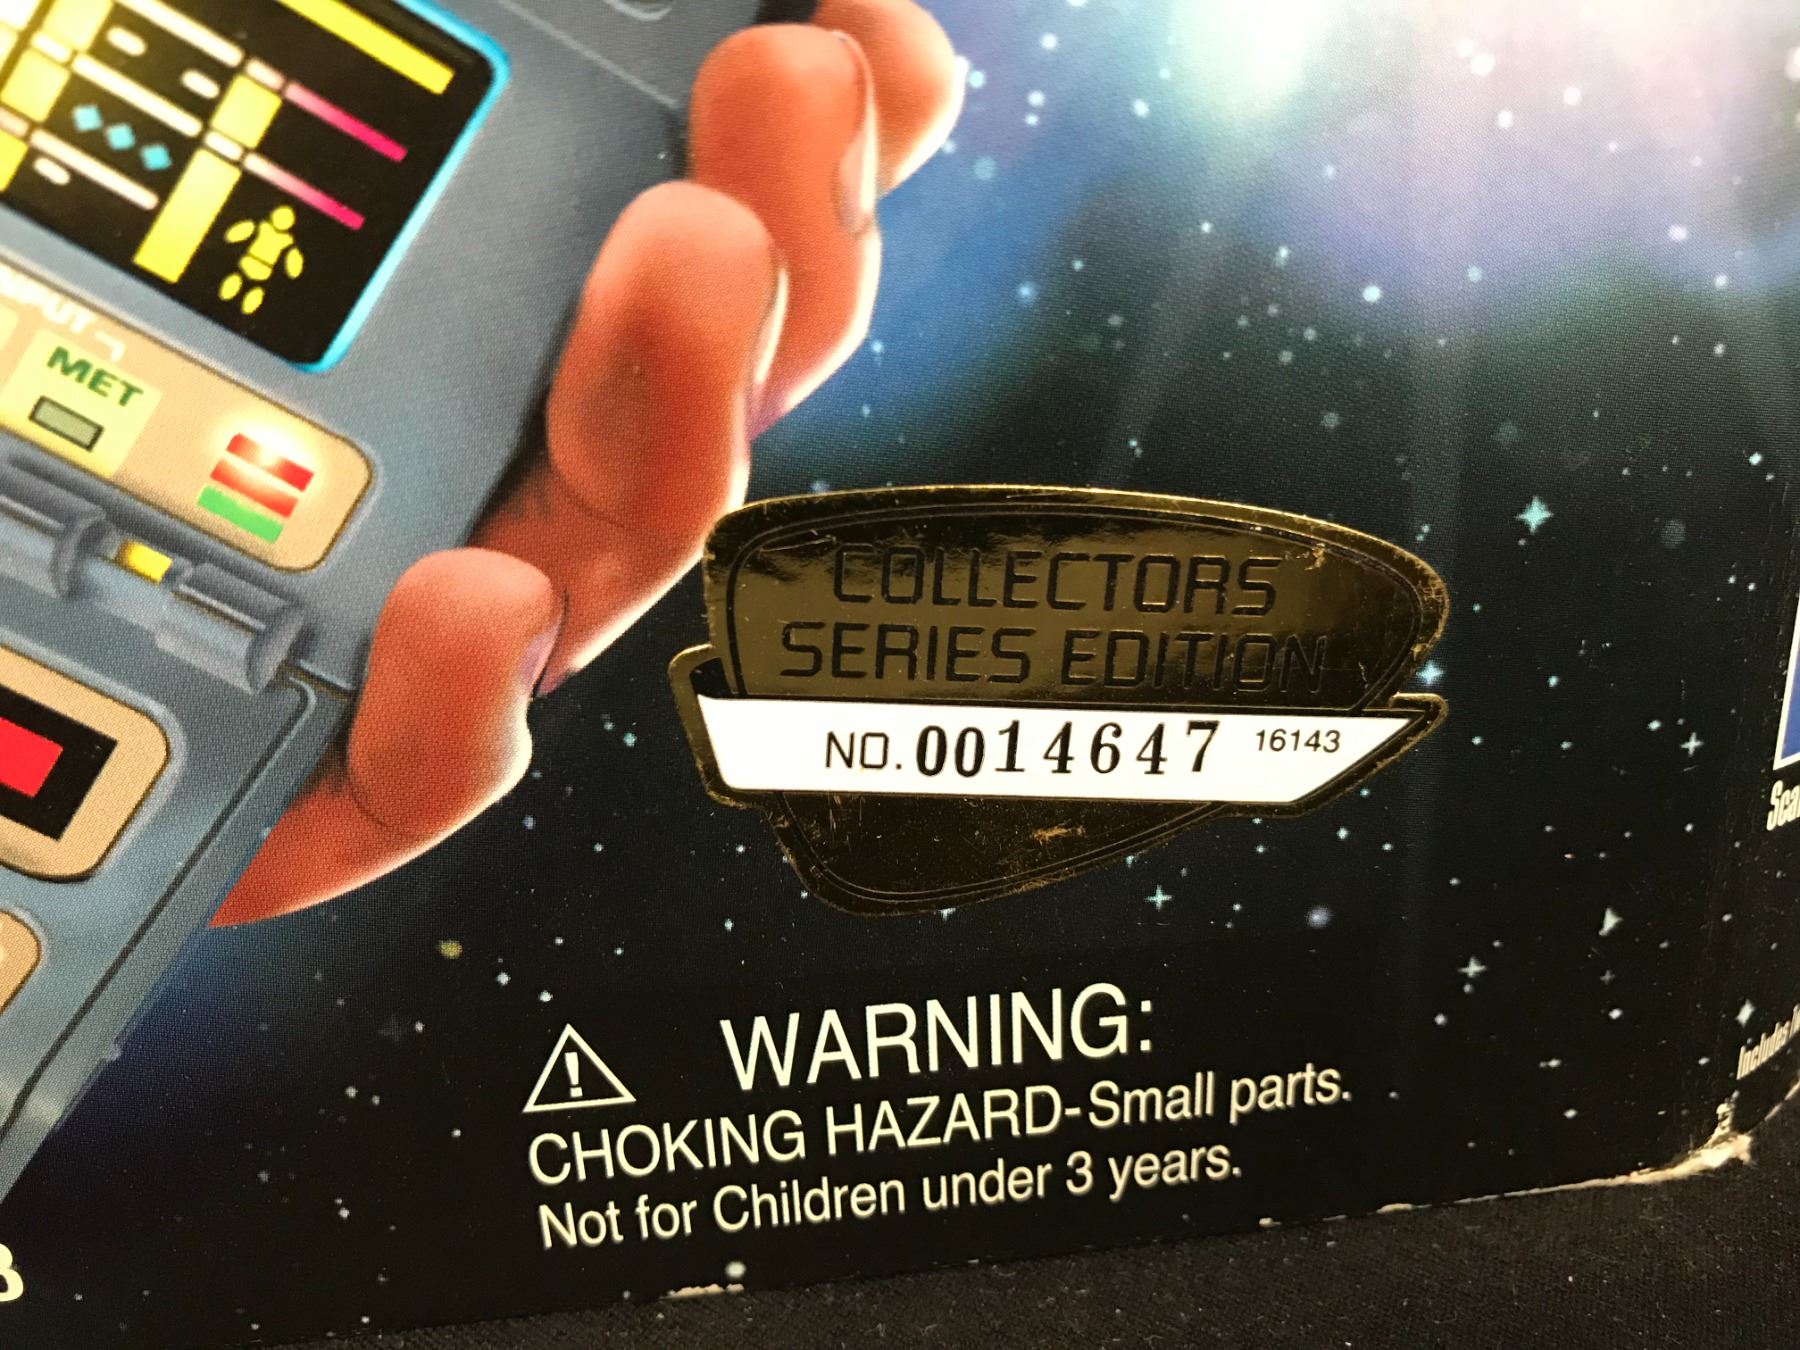 MET
COLLECTORS
SERIES EDITION
NO. 0014647 16143
WARNING:
CHOKING HAZARD-Small parts.
Not for Children under 3 years.